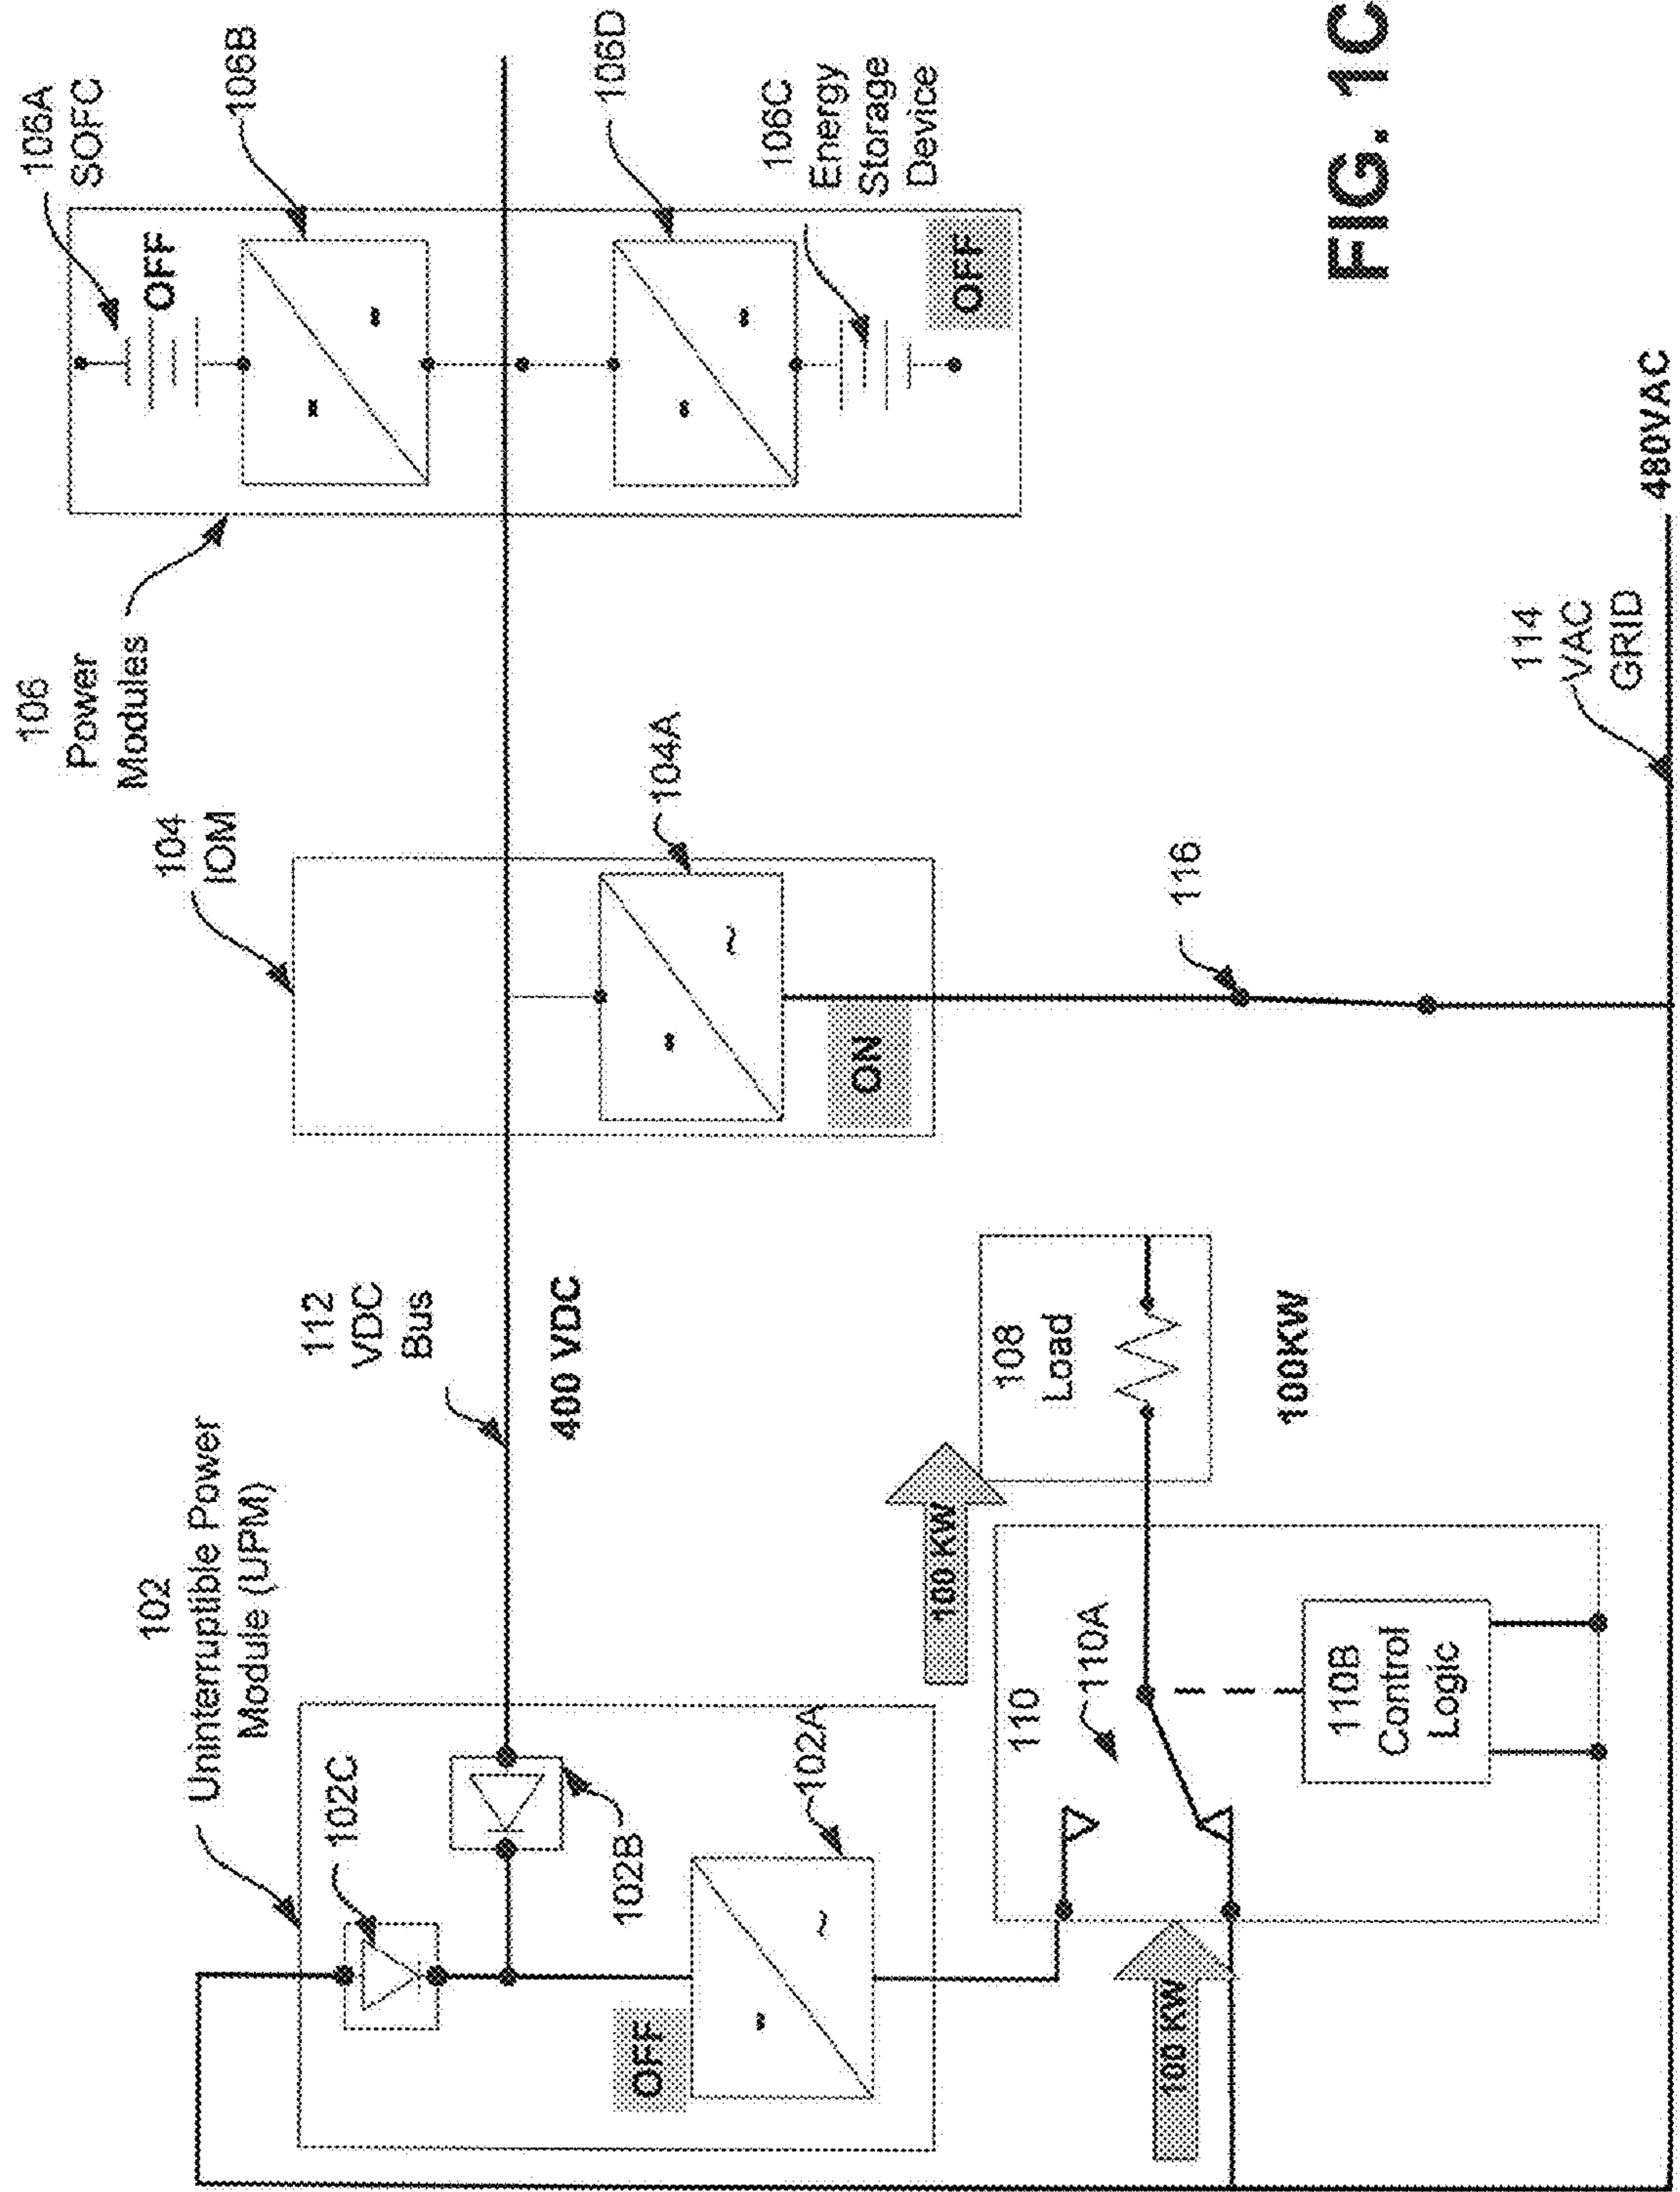 102
Uninterruptible Power
Module (UPM)
102C
102B
102A
OFF
112
VDC
Bus
400 VDC
104
IOM
104A
ON
106
Power
Modules
106A
SOFC
OFF
106B
106D
106C
Energy
Storage
Device
OFF
100 KW
100 KW
110
110A
110B
Control
Logic
108
Load
100KW
116
114
VAC
GRID
480VAC
FIG. 1C